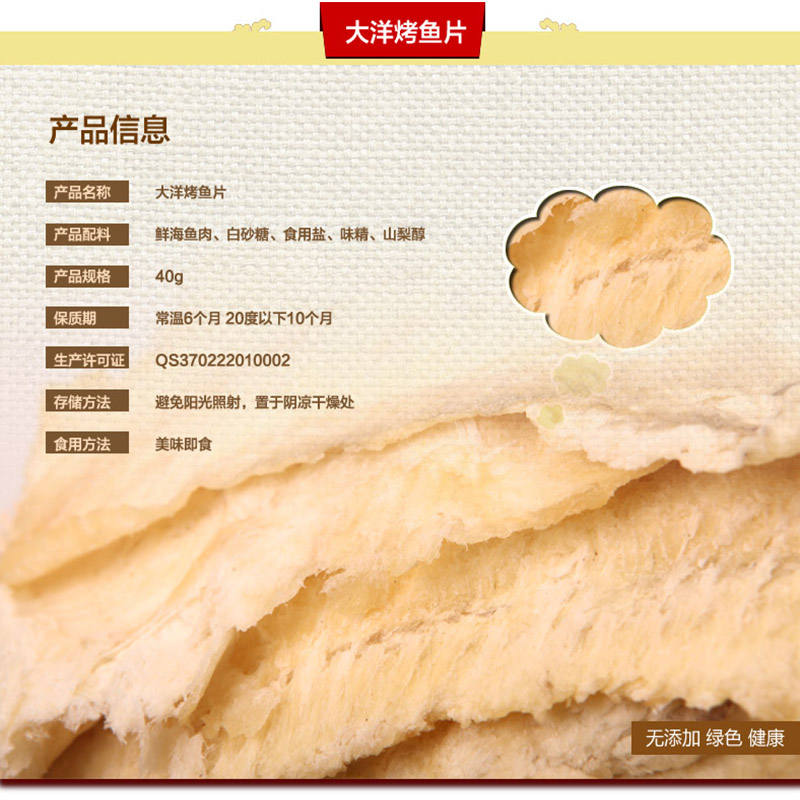 大洋烤鱼片
产品信息
产品名称 大洋烤鱼片
产品配料 鲜海鱼肉、白砂糖、食用盐、味精、山梨醇
产品规格 40g
保质期 常温6个月 20度以下10个月
生产许可证 QS370222010002
存储方法 避免阳光照射，置于阴凉干燥处
食用方法 美味即食
无添加 绿色 健康